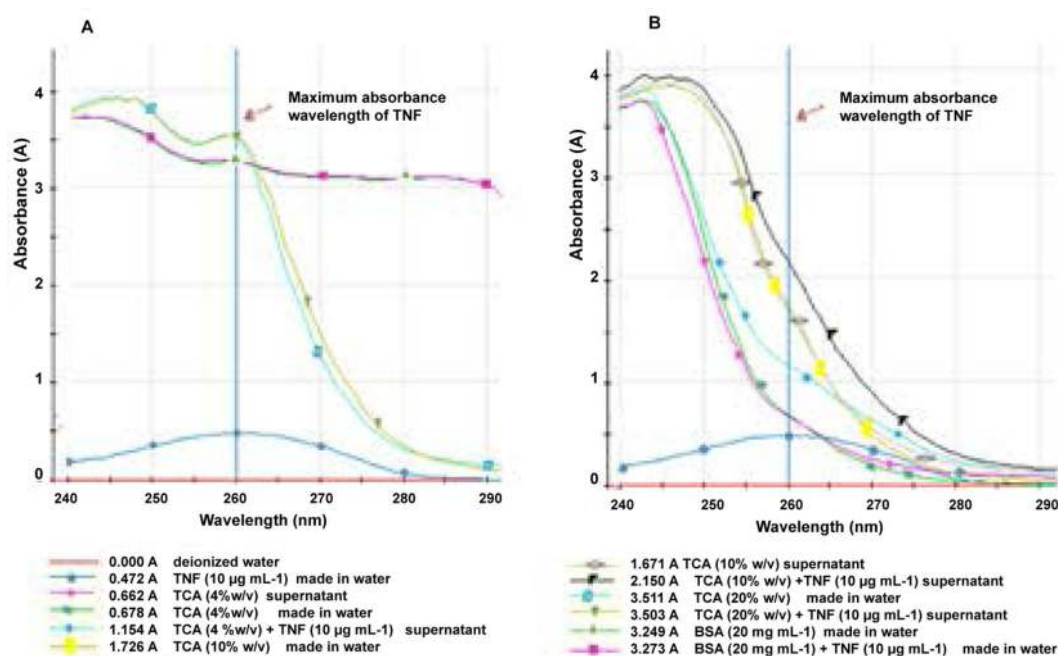 A
B
4
3
2
1
0
Absorbance (A)
Maximum absorbance
wavelength of TNF
240 250 260 270 280 290
Wavelength (nm)
4
3
2
1
0
Absorbance (A)
Maximum absorbance
wavelength of TNF
240 250 260 270 280 290
Wavelength (nm)
0.000 A deionized water
0.472 A TNF (10 µg mL-1) made in water
0.662 A TCA (4%w/v) supernatant
0.678 A TCA (4%w/v) made in water
1.154 A TCA (4 %w/v) + TNF (10 µg mL-1) supernatant
1.726 A TCA (10% w/v) made in water
1.671 A TCA (10% w/v) supernatant
2.150 A TCA (10% w/v) +TNF (10 µg mL-1) supernatant
3.511 A TCA (20% w/v) made in water
3.503 A TCA (20% w/v) + TNF (10 µg mL-1) supernatant
3.249 A BSA (20 mg mL-1) made in water
3.273 A BSA (20 mg mL-1) + TNF (10 µg mL-1) made in water